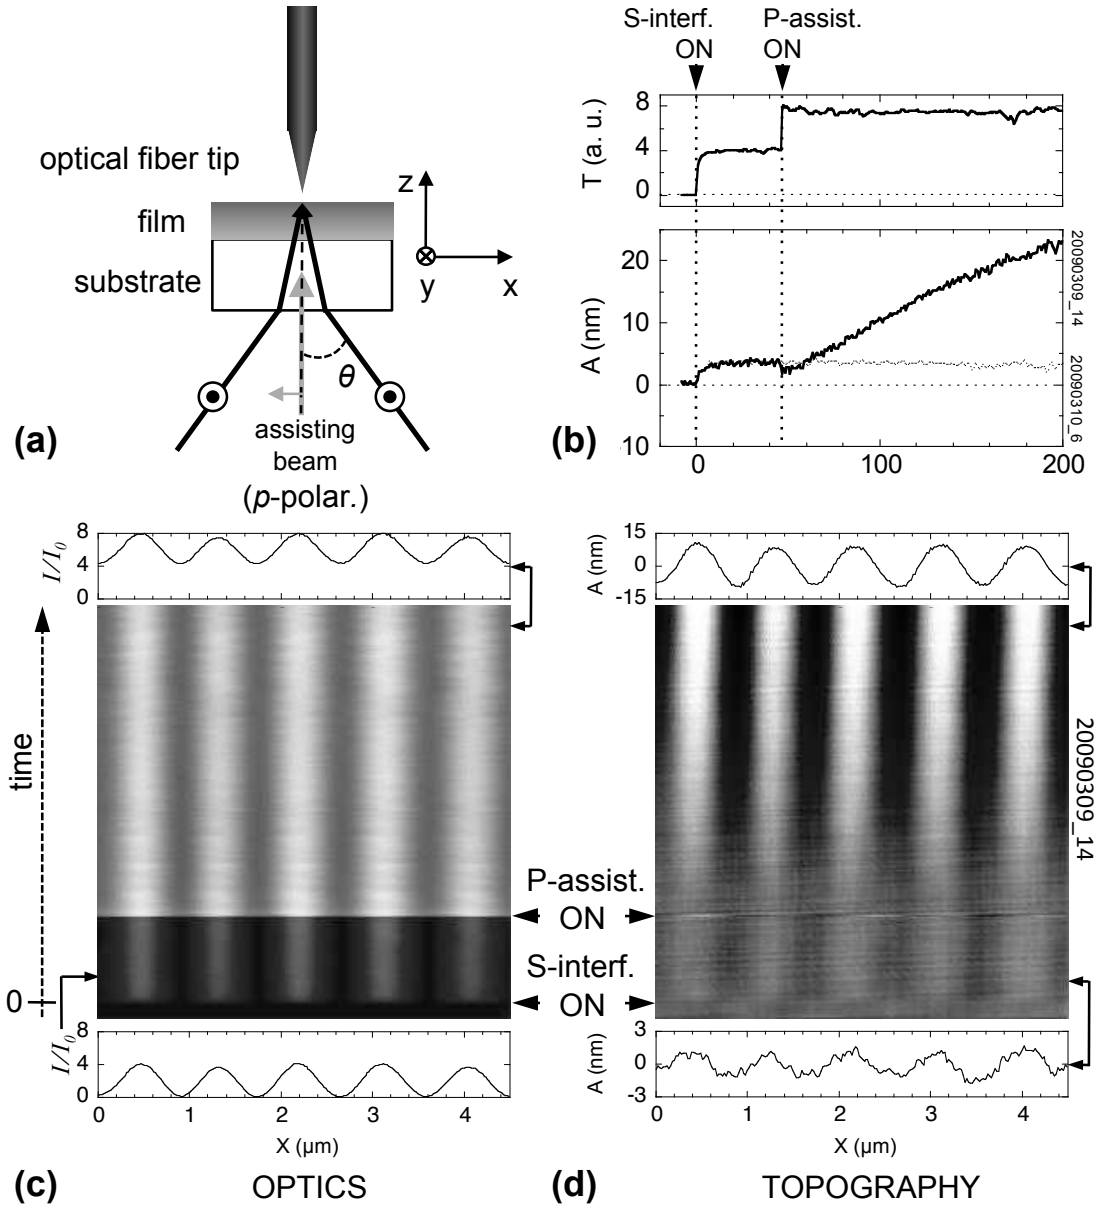 optical fiber tip
film
substrate
z
y
x
θ
assisting
beam
(p-polar.)
(a)
S-interf.
ON
P-assist.
ON
T (a. u.)
8
4
0
A (nm)
20
10
0
10
0
100
200
20090309_14
20090310_6
(b)
I/I0
8
4
0
time
0
I/I0
8
4
0
0
1
2
3
4
X (µm)
(c)
OPTICS
P-assist.
ON
S-interf.
ON
A (nm)
15
0
-15
20090309_14
A (nm)
3
0
-3
0
1
2
3
4
X (µm)
(d)
TOPOGRAPHY